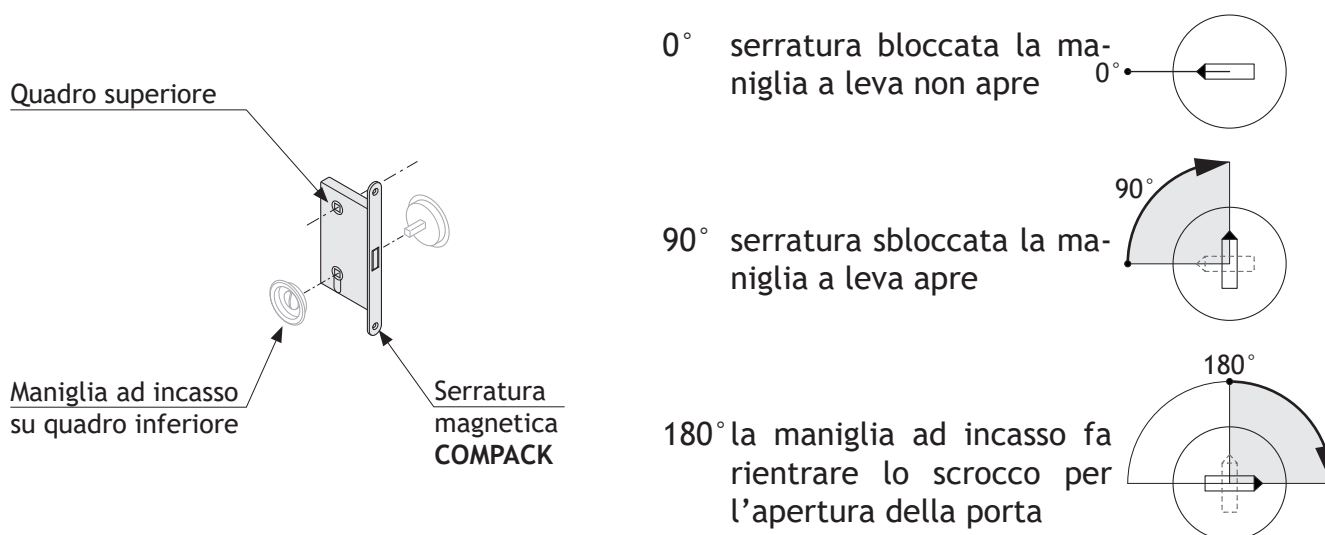 Quadro superiore
Maniglia ad incasso
su quadro inferiore
Serratura
magnetica
COMPACK
0° serratura bloccata la ma-
niglia a leva non apre
0°
90° serratura sbloccata la ma-
niglia a leva apre
90°
180° la maniglia ad incasso fa
rientrare lo scrocco per
l’apertura della porta
180°